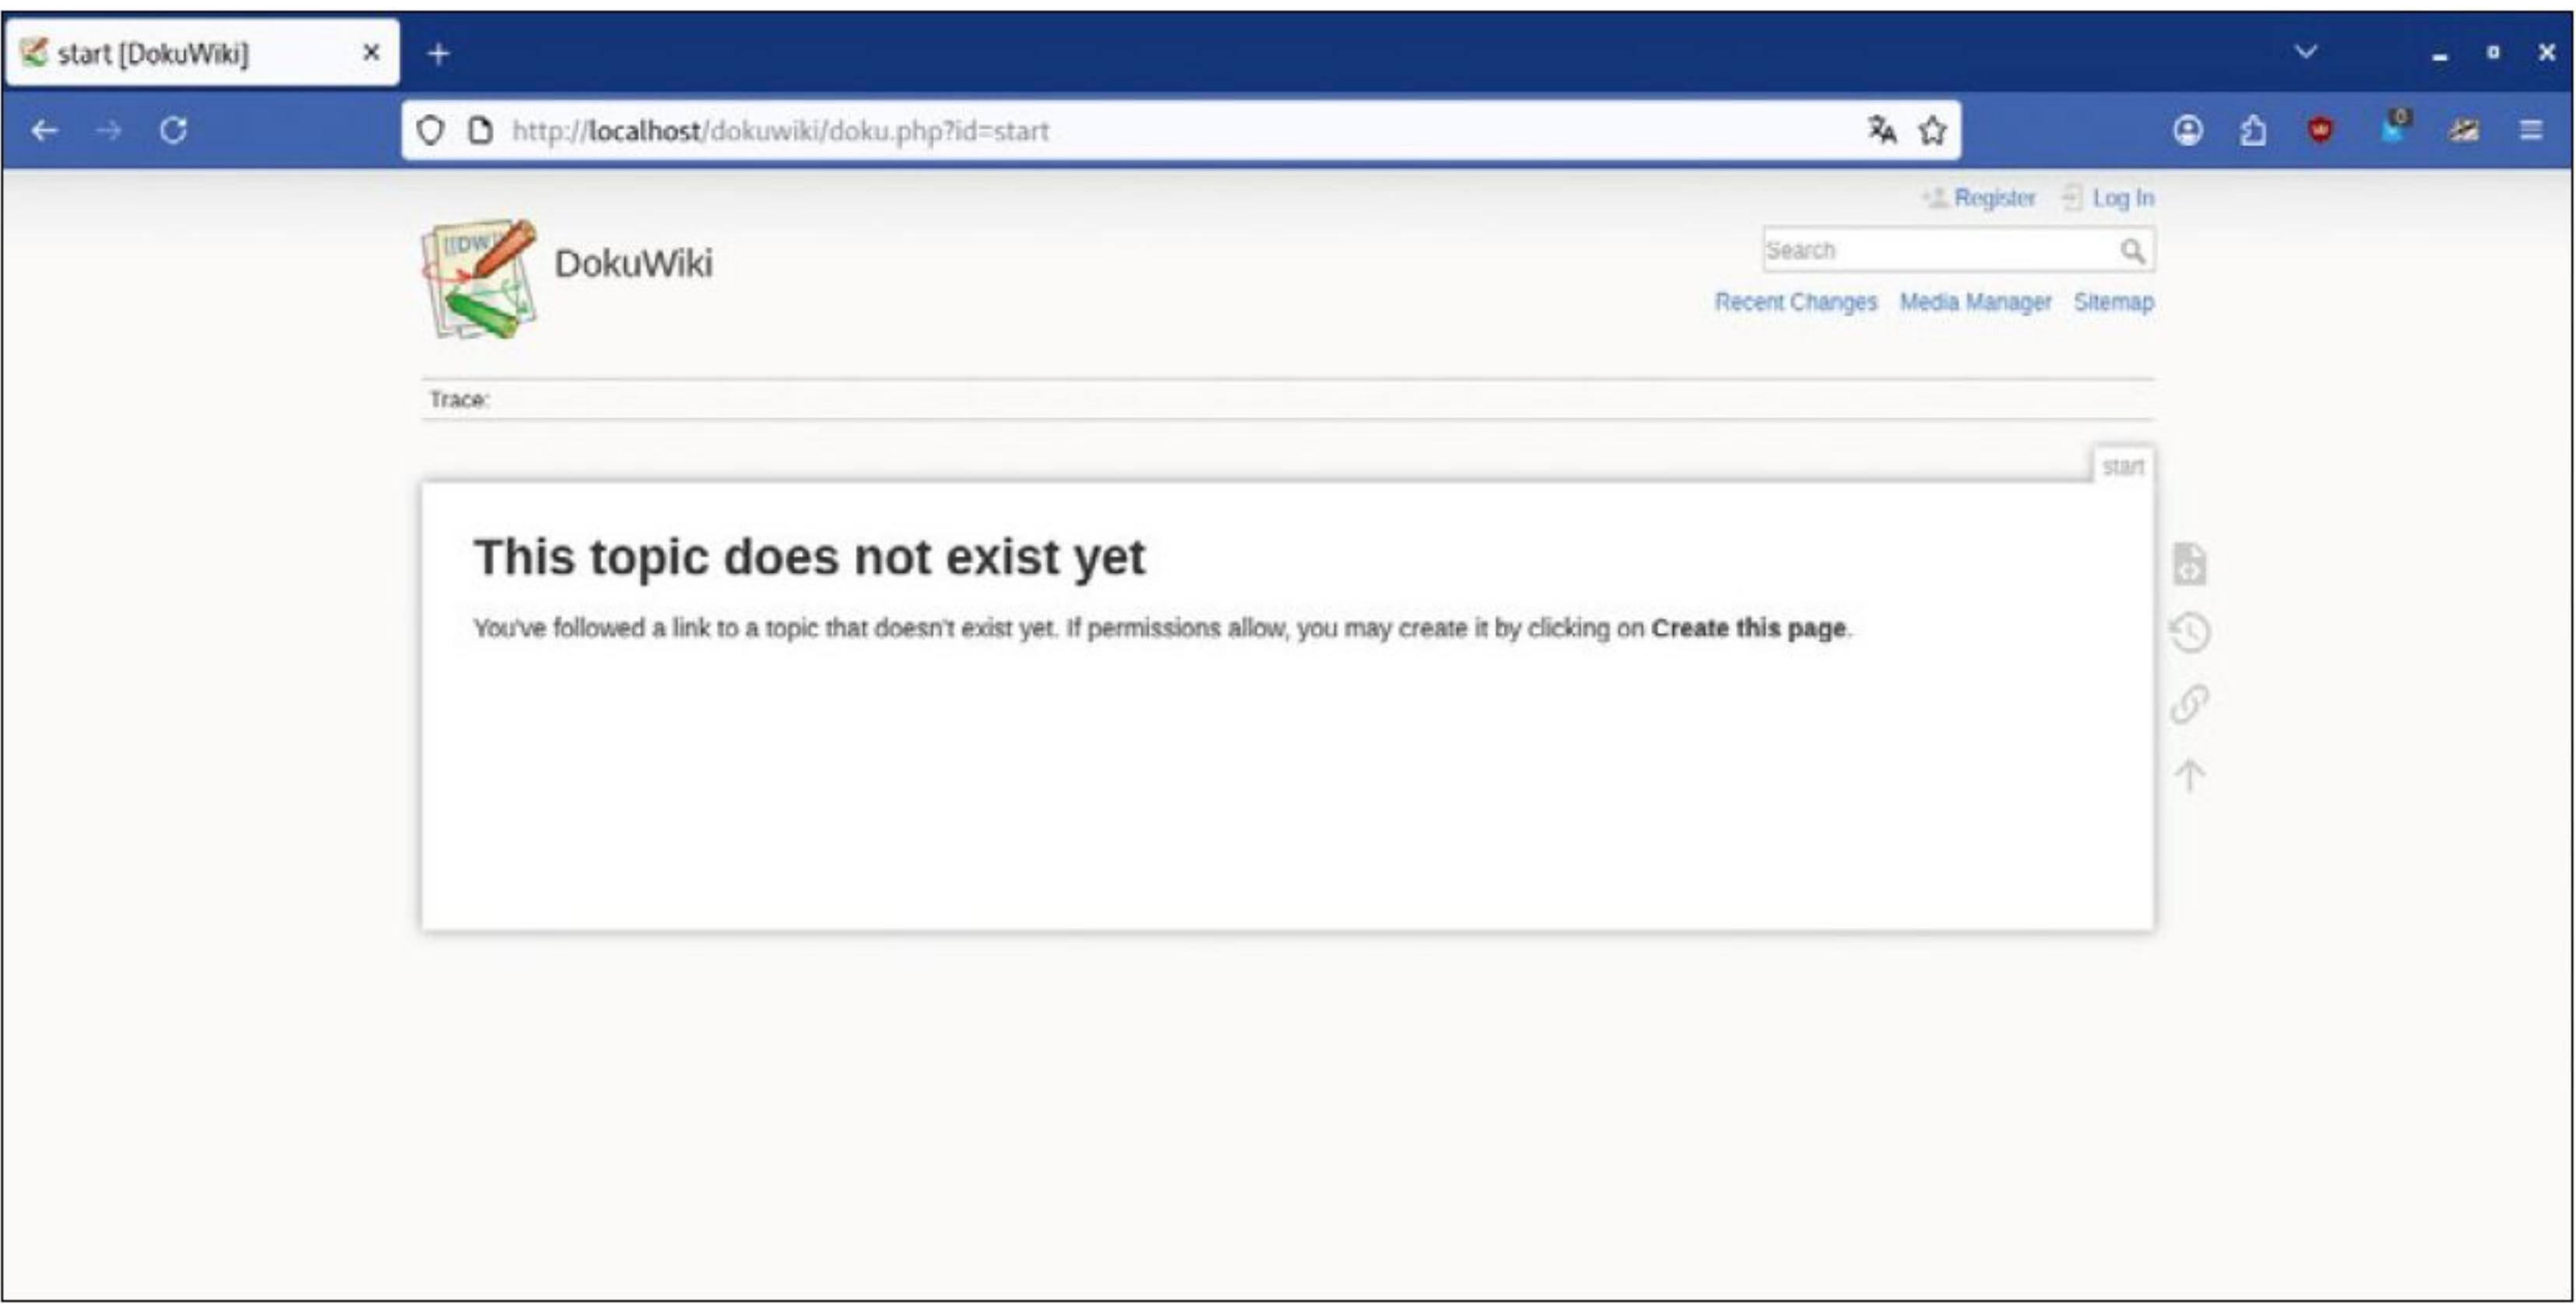 start [DokuWiki]
http://localhost/dokuwiki/doku.php?id=start
0
Register Log In
[[DW]]
DokuWiki
Search
Recent Changes Media Manager Sitemap
Trace:
start
This topic does not exist yet
You've followed a link to a topic that doesn't exist yet. If permissions allow, you may create it by clicking on Create this page.